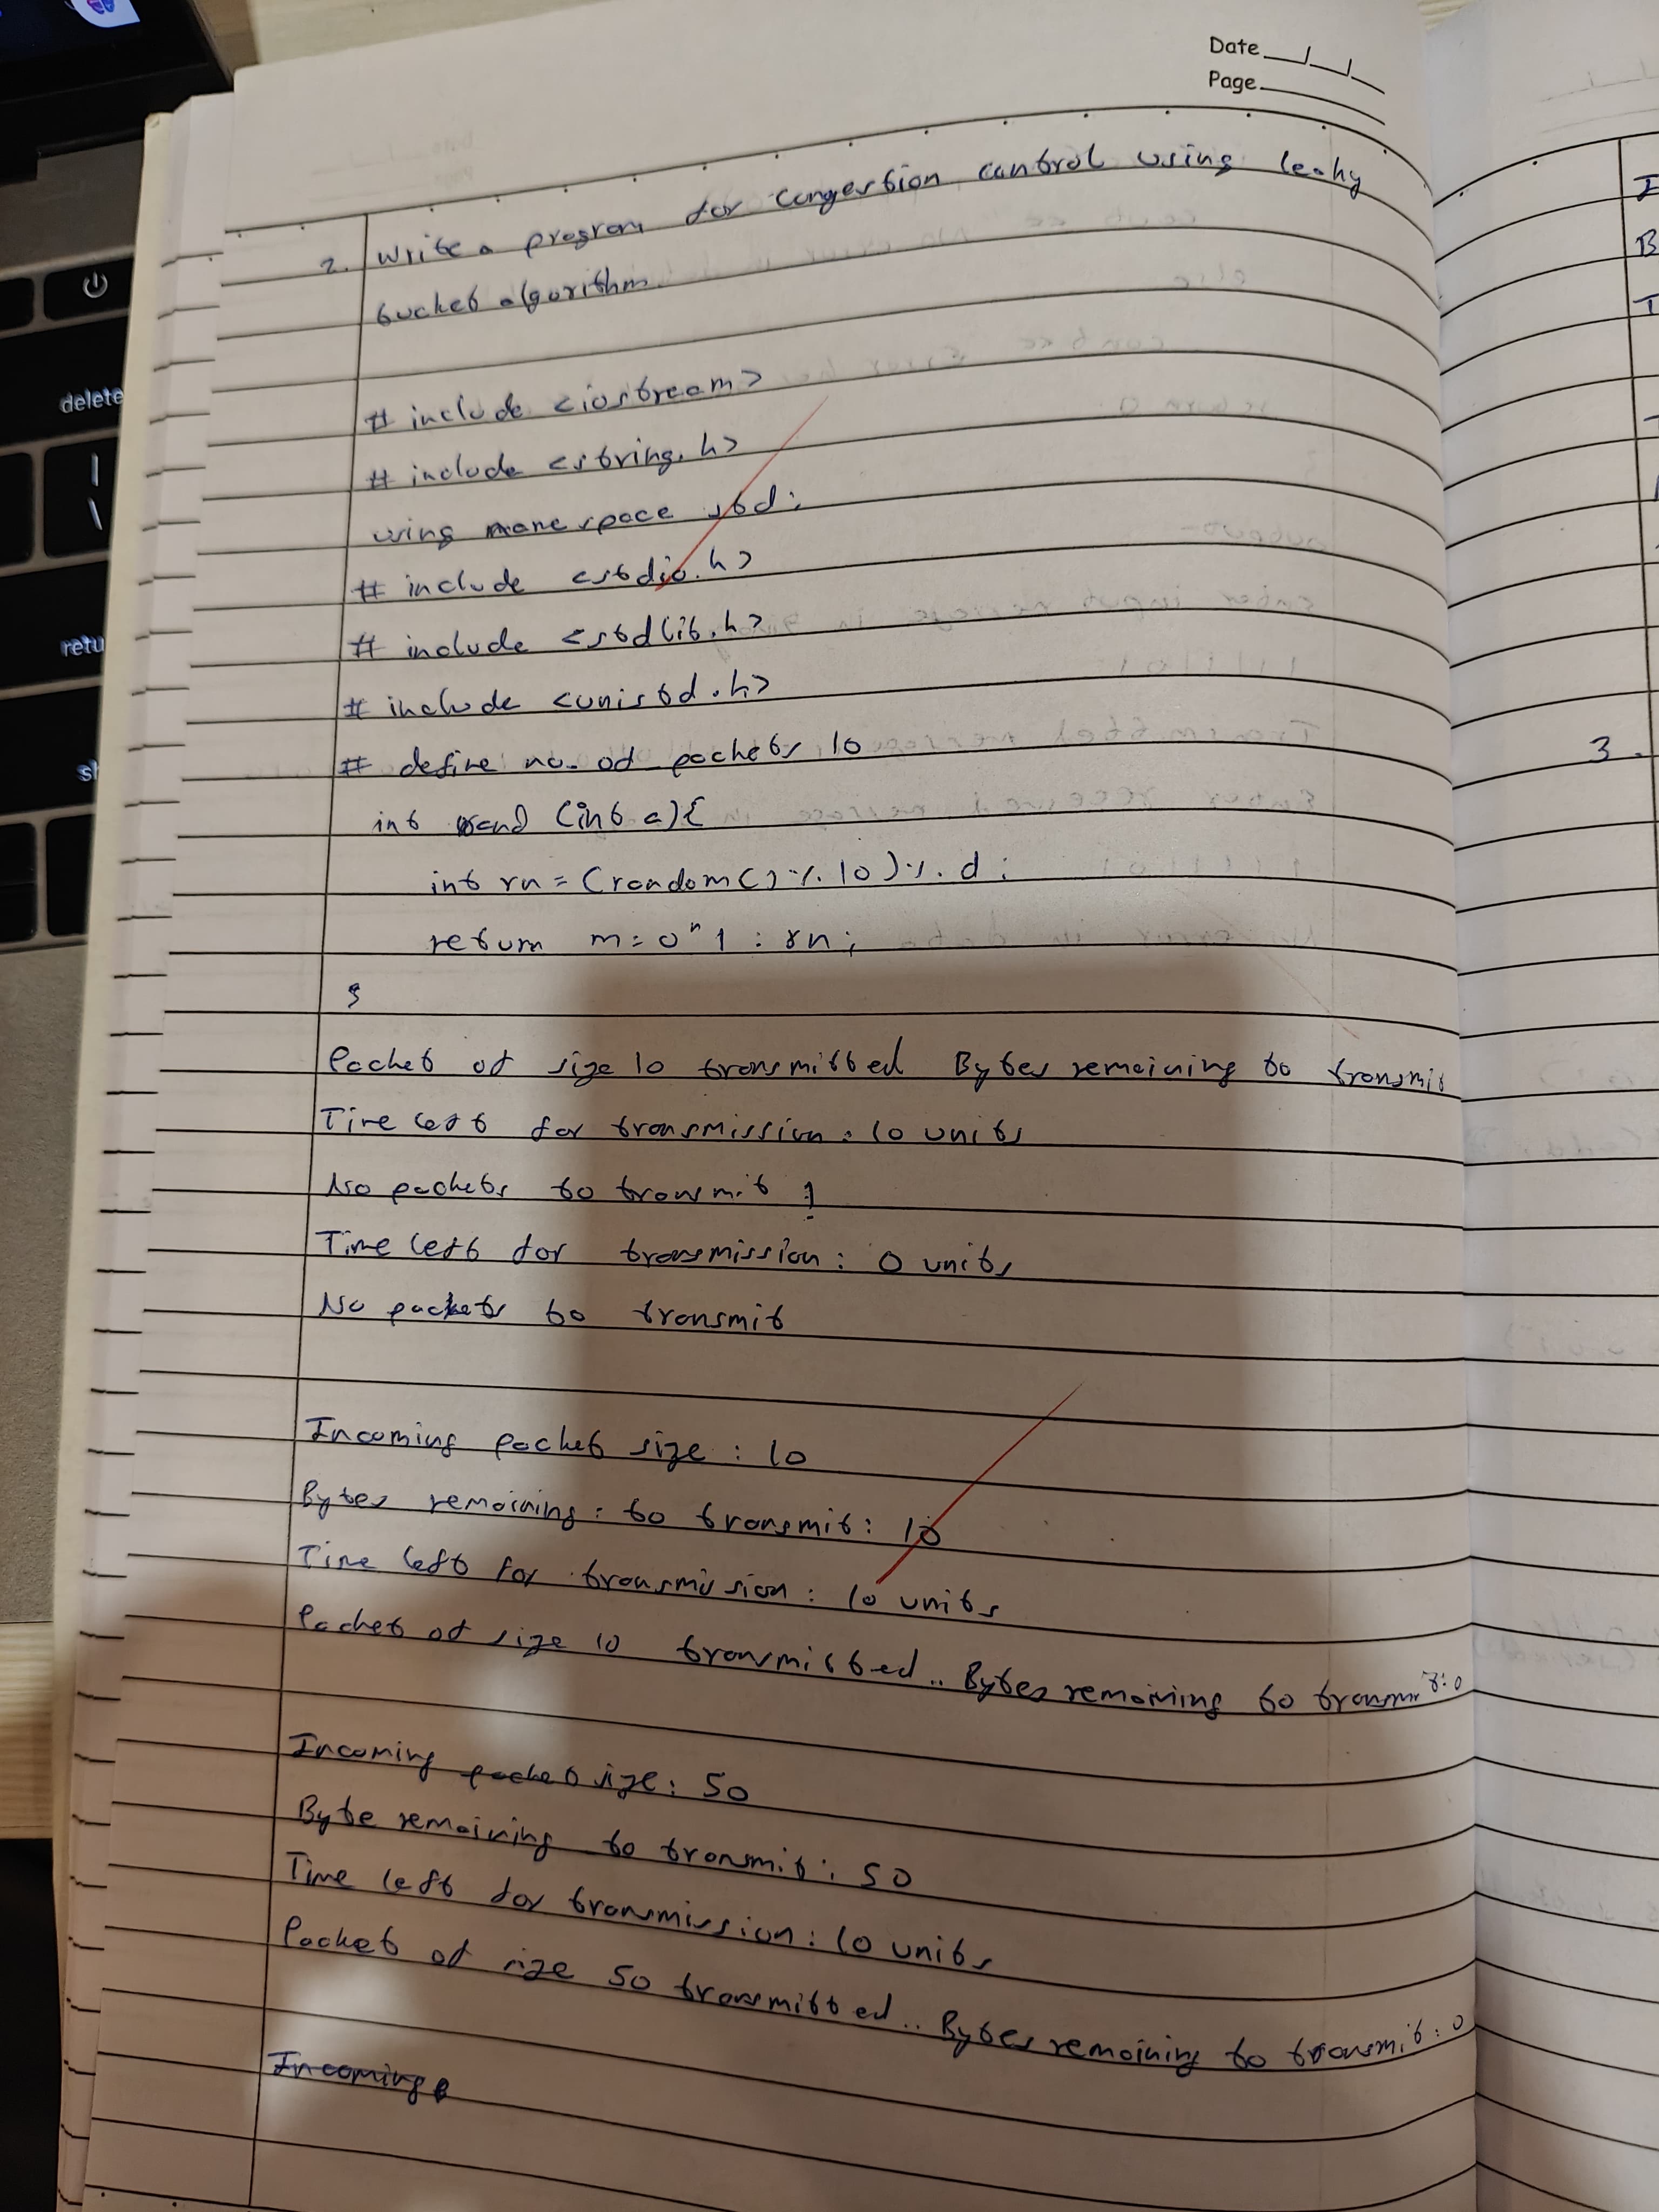 Date
Page
2. Write a program for congestion control using leaky
bucket algorithm.
# include <iostream>
# include <string.h>
using space std;
# include <stdio.h>
# include <stdlib.h>
# include <unistd.h>
# define no. of packets 10
int rand (int a){
int rn = (random() % 10) % d;
return m = 0 " 1 : rn;
}
Packet of size 10 transmitted Bytes remaining to transmit
Time left for transmission: 10 units
No packets to transmit !
Time left for transmission: 0 units
No packets to transmit
Incoming packet size : 10
Bytes remaining : to transmit : 10
Time left for transmission : 10 units
Packet of size 10 transmitted.. Bytes remaining to transmit : 0
Incoming packet size: 50
Byte remaining to transmit: 50
Time left for transmission: 10 units
Packet of size 50 transmitted.. Bytes remaining to transmit: 0
Incoming
3.
delete